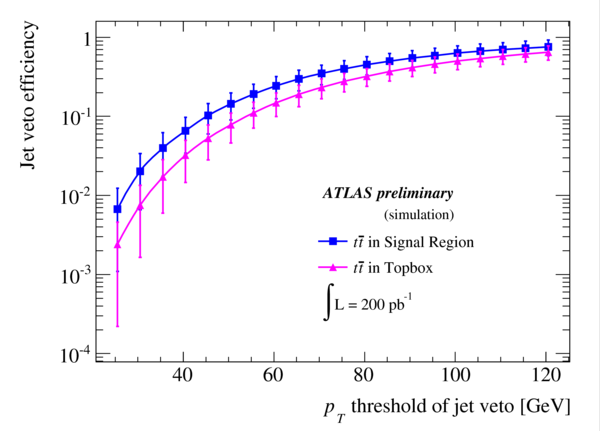 Jet veto efficiency
1
10^-1
10^-2
10^-3
10^-4
ATLAS preliminary
(simulation)
tt̄ in Signal Region
tt̄ in Topbox
∫L = 200 pb^-1
40 60 80 100 120
p_T threshold of jet veto [GeV]